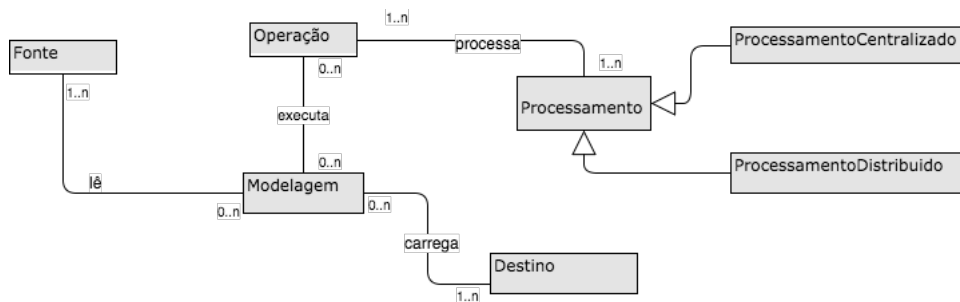 1..n
Operação
processa
ProcessamentoCentralizado
Fonte
0..n
1..n
1..n
Processamento
executa
0..n
ProcessamentoDistribuido
lê
Modelagem
0..n
0..n
carrega
Destino
1..n